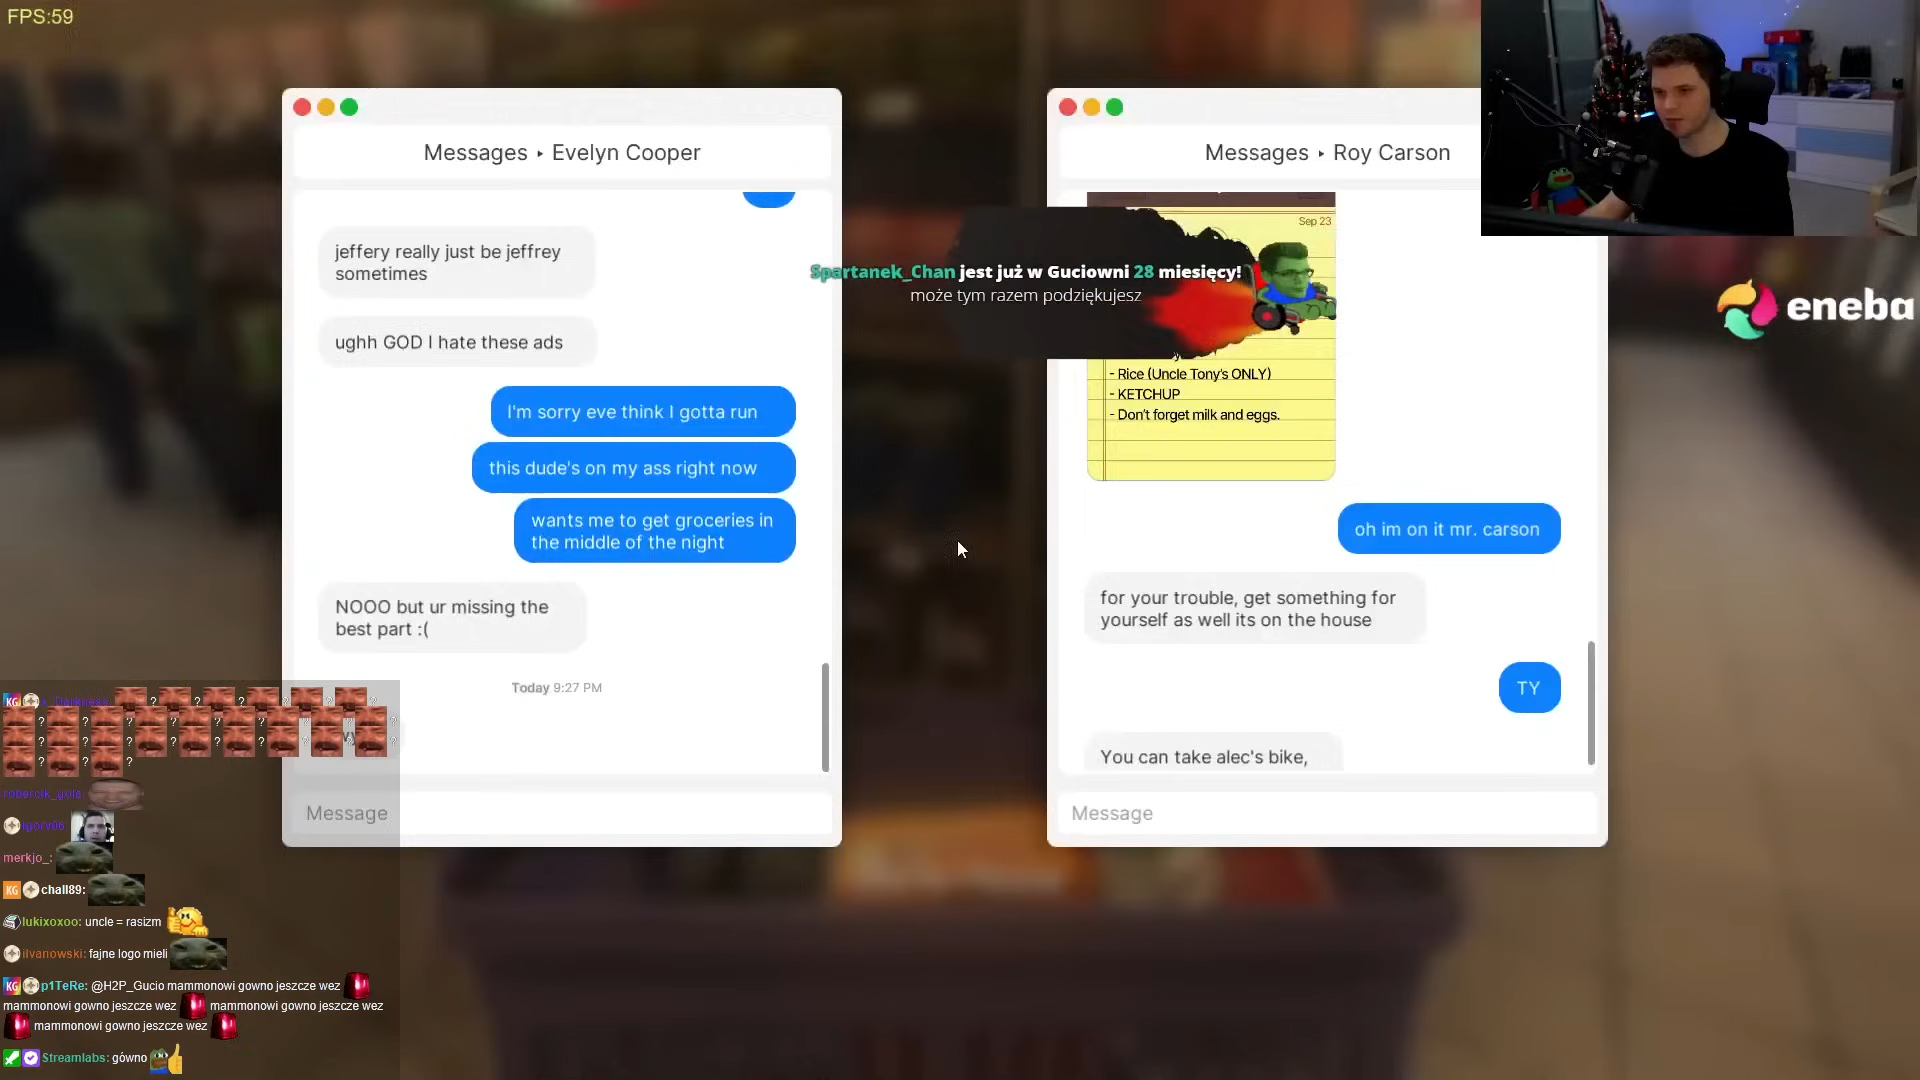 FPS:59
Messages ▸ Evelyn Cooper
jeffery really just be jeffrey
sometimes
ughh GOD I hate these ads
I'm sorry eve think I gotta run
this dude's on my ass right now
wants me to get groceries in
the middle of the night
NOOO but ur missing the
best part :(
Today 9:27 PM
Message
Messages ▸ Roy Carson
Sep 23
Spartanek_Chan jest już w Guciowni 28 miesięcy!
może tym razem podziękujesz
- Rice (Uncle Tony's ONLY)
- KETCHUP
- Don't forget milk and eggs.
oh im on it mr. carson
for your trouble, get something for
yourself as well its on the house
TY
You can take alec's bike,
Message
eneba
? ? ? ? ? ?
? ? ? ? ? ? ? ? ?
? ? ? ? ? ? ? ? ?
? ? ?
merkjo_:
KG chall89:
lukixoxoo: uncle = rasizm
ilvanowski: fajne logo mieli
KG p1TeRe: @H2P_Gucio mammonowi gowno jeszcze wez
mammonowi gowno jeszcze wez mammonowi gowno jeszcze wez
mammonowi gowno jeszcze wez
Streamlabs: gówno